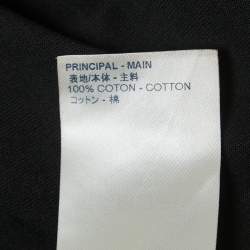 PRINCIPAL - MAIN
表地/本体 - 主料
100% COTON - COTTON
コットン - 棉